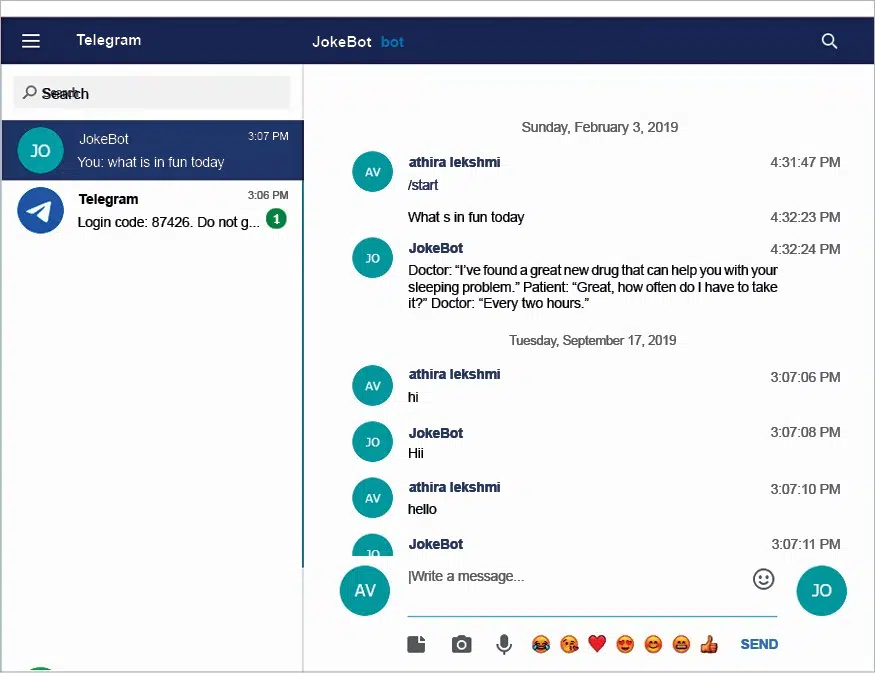 Telegram
JokeBot bot
Search
JO
JokeBot
3:07 PM
You: what is in fun today
Telegram
3:06 PM
Login code: 87426. Do not g...
1
Sunday, February 3, 2019
AV
athira lekshmi
4:31:47 PM
/start
What s in fun today
4:32:23 PM
JO
JokeBot
4:32:24 PM
Doctor: “I’ve found a great new drug that can help you with your
sleeping problem.” Patient: “Great, how often do I have to take
it?” Doctor: “Every two hours.”
Tuesday, September 17, 2019
AV
athira lekshmi
3:07:06 PM
hi
JO
JokeBot
3:07:08 PM
Hii
AV
athira lekshmi
3:07:10 PM
hello
JO
JokeBot
3:07:11 PM
AV
Write a message...
JO
SEND